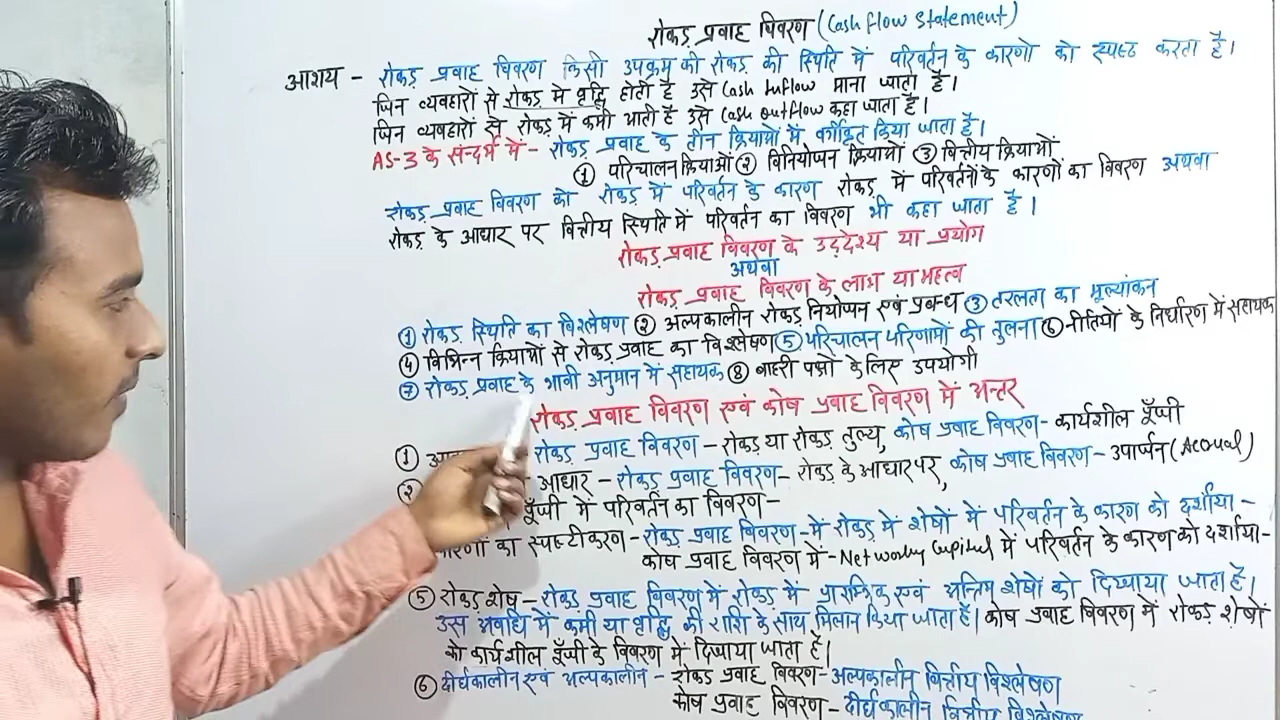 रोकड़ प्रवाह विवरण (Cash flow Statement)
आशय - रोकड़ प्रवाह विवरण किसी उपक्रम की रोकड़ की स्थिति में परिवर्तन के कारणो को स्पष्ट करता है।
जिन व्यवहारों से रोकड़ में वृद्धि होती है उसे Cash Inflow माना जाता है।
जिन व्यवहारों से रोकड़ में कमी आती है उसे Cash Outflow कहा जाता है।
AS-3 के संदर्भ में - रोकड़ प्रवाह के तीन क्रियाओं में वर्गीकृत किया जाता है।
① परिचालन क्रियाओं ② विनियोजन क्रियाओं ③ वित्तीय क्रियाओं
रोकड़ प्रवाह विवरण को रोकड़ में परिवर्तन के कारण रोकड़ में परिवर्तनों के कारणों का विवरण अथवा
रोकड़ के आधार पर वित्तीय स्थिति में परिवर्तन का विवरण भी कहा जाता है।
रोकड़ प्रवाह विवरण के उद्देश्य या प्रयोग
अथवा
रोकड़ प्रवाह विवरण के लाभ या महत्व
① रोकड़ स्थिति का विश्लेषण ② अल्पकालीन रोकड़ नियोजन एवं प्रबन्ध ③ तरलता का मूल्यांकन
④ विभिन्न क्रियाओं से रोकड़ प्रवाह का विश्लेषण ⑤ परिचालन परिणामों की तुलना ⑥ नीतियों के निर्धारण में सहायक
⑦ रोकड़ प्रवाह के भावी अनुमान में सहायक ⑧ बाहरी पक्षों के लिए उपयोगी
रोकड़ प्रवाह विवरण एवं कोष प्रवाह विवरण में अन्तर
① रोकड़ प्रवाह विवरण - रोकड़ या रोकड़ तुल्य, कोष प्रवाह विवरण - कार्यशील पूँजी
② आधार - रोकड़ प्रवाह विवरण - रोकड़ के आधार पर, कोष प्रवाह विवरण - उपार्जन (Accrual)
पूँजी में परिवर्तन का विवरण -
कारणों का स्पष्टीकरण - रोकड़ प्रवाह विवरण - में रोकड़ में शेषों में परिवर्तन के कारण को दर्शाया -
कोष प्रवाह विवरण में - Net Working Capital में परिवर्तन के कारण को दर्शाया -
⑤ रोकड़ शेष - रोकड़ प्रवाह विवरण में रोकड़ में प्रारम्भिक एवं अन्तिम शेषों को दिखाया जाता है।
उस अवधि में कमी या वृद्धि की राशि के साथ मिलान किया जाता है। कोष प्रवाह विवरण में रोकड़ शेषों
को कार्यशील पूँजी के विवरण में दिखाया जाता है।
⑥ दीर्घकालीन एवं अल्पकालीन - रोकड़ प्रवाह विवरण - अल्पकालीन वित्तीय विश्लेषण
कोष प्रवाह विवरण - दीर्घकालीन वित्तीय विश्लेषण